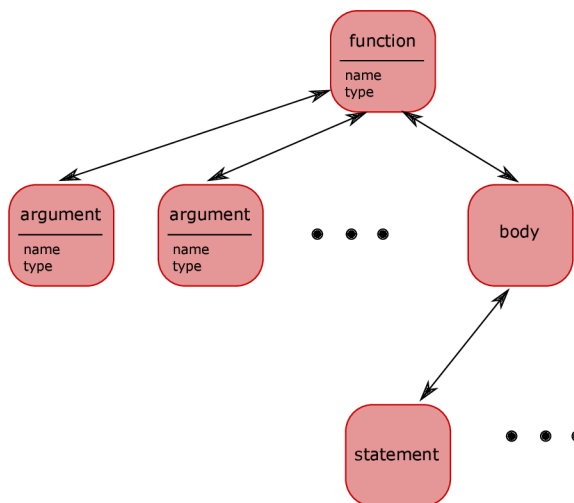 function
name
type
argument
name
type
argument
name
type
body
statement